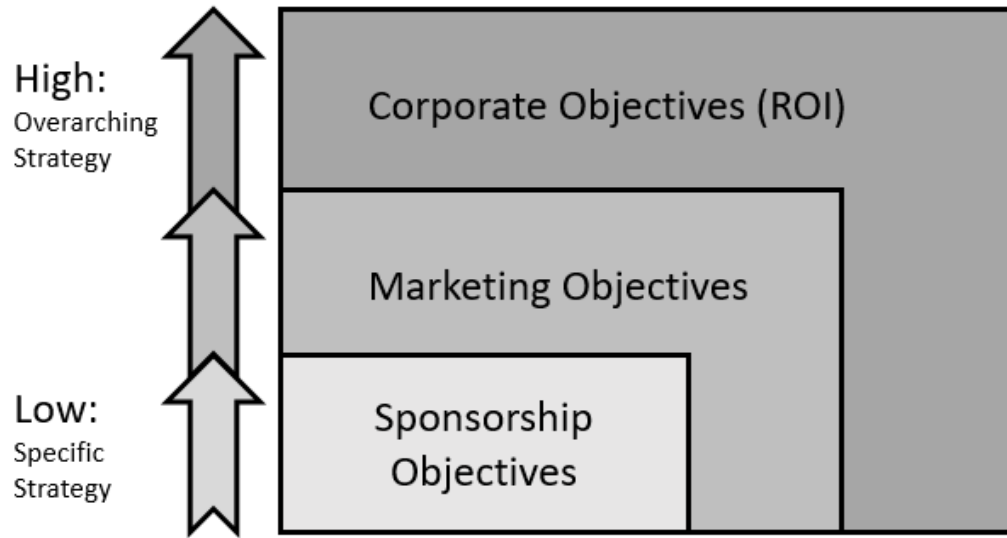 High:
Overarching
Strategy
Corporate Objectives (ROI)
Marketing Objectives
Low:
Specific
Strategy
Sponsorship
Objectives